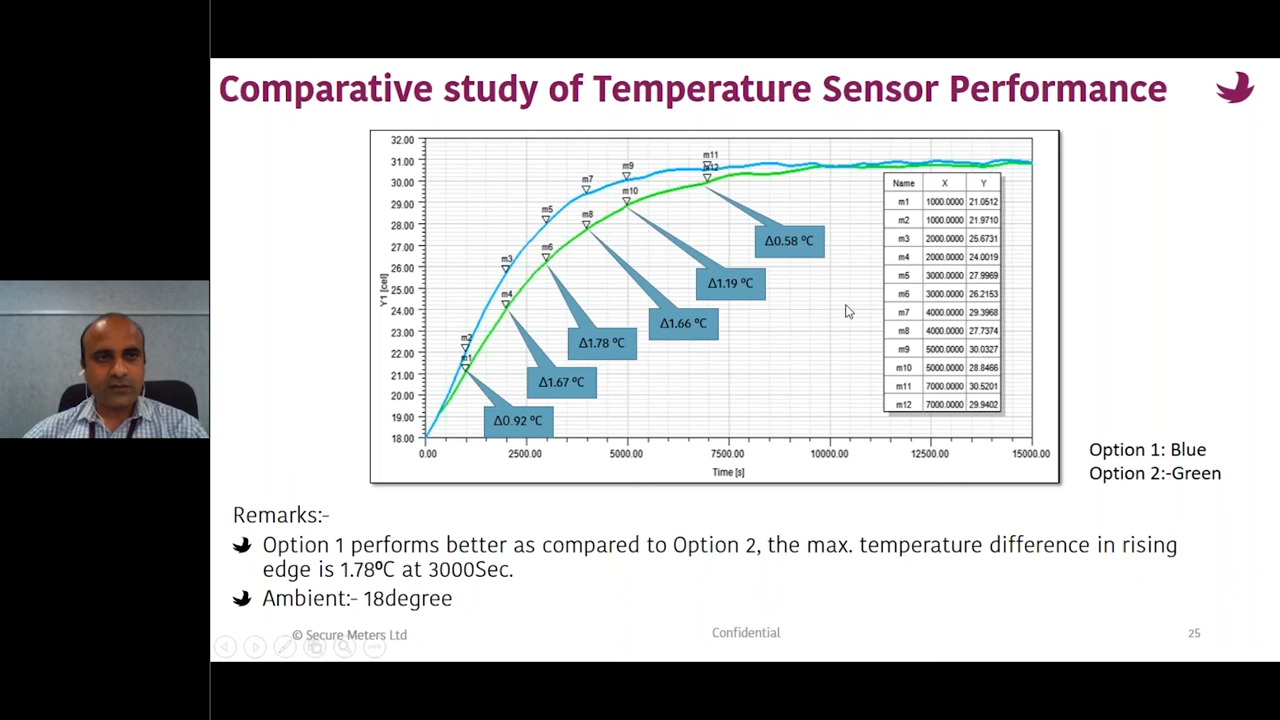 Comparative study of Temperature Sensor Performance
32.00
31.00
30.00
29.00
28.00
27.00
26.00
25.00
24.00
23.00
22.00
21.00
20.00
19.00
18.00
Y1 [cel]
0.00 2500.00 5000.00 7500.00 10000.00 12500.00 15000.00
Time [s]
m1
m2
m3
m4
m5
m6
m7
m8
m9
m10
m11
m12
Δ0.92 ºC
Δ1.67 ºC
Δ1.78 ºC
Δ1.66 ºC
Δ1.19 ºC
Δ0.58 ºC
Name X Y
m1 1000.0000 21.0512
m2 1000.0000 21.9710
m3 2000.0000 25.6731
m4 2000.0000 24.0019
m5 3000.0000 27.9969
m6 3000.0000 26.2153
m7 4000.0000 29.3968
m8 4000.0000 27.7374
m9 5000.0000 30.0327
m10 5000.0000 28.8466
m11 7000.0000 30.5201
m12 7000.0000 29.9402
Option 1: Blue
Option 2:-Green
Remarks:-
Option 1 performs better as compared to Option 2, the max. temperature difference in rising
edge is 1.78ºC at 3000Sec.
Ambient:- 18degree
© Secure Meters Ltd
Confidential
25